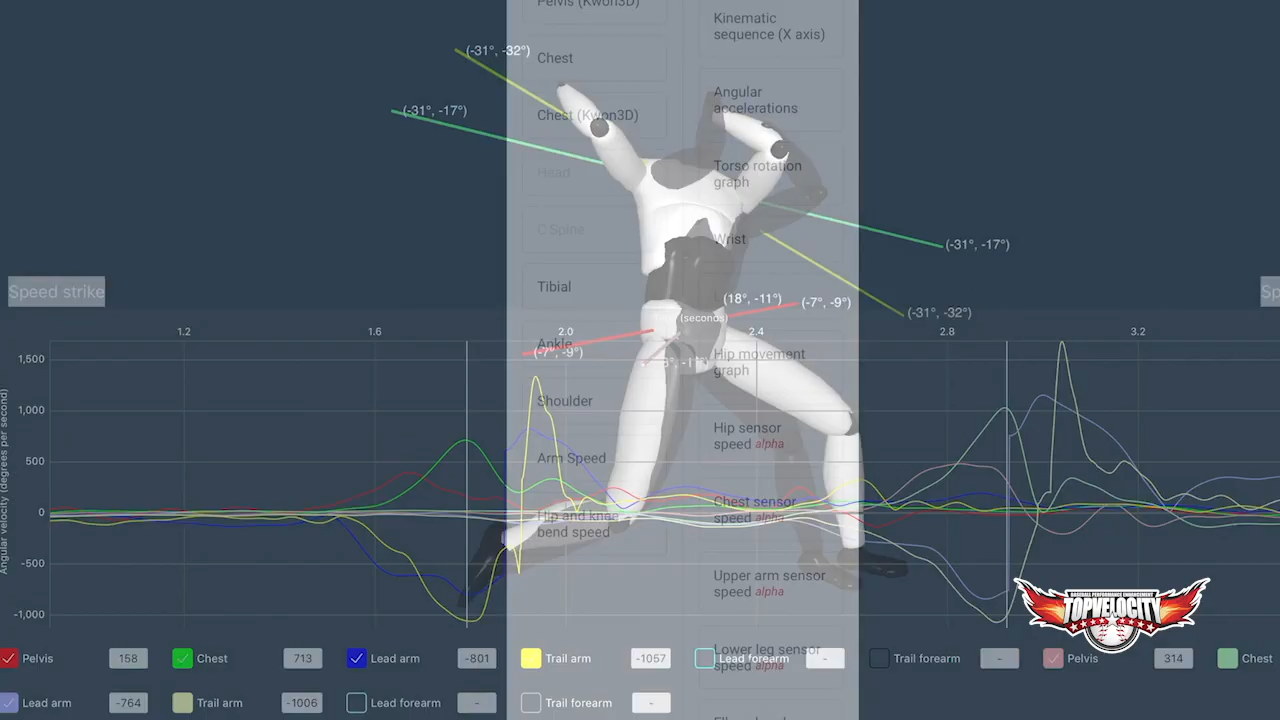 Pelvis (Kwon3D)
Kinematic
sequence (X axis)
(-31°, -32°)
Chest
Angular
accelerations
(-31°, -17°)
Chest (Kwon3D)
Head
Torso rotation
graph
C Spine
Wrist
(-31°, -17°)
Tibial
Speed strike
Sp
(18°, -11°)
(-7°, -9°)
(-31°, -32°)
(seconds)
1.2
1.6
2.0
2.4
2.8
3.2
Ankle
(-7°, -9°)
Hip movement
graph
Angular velocity (degrees per second)
1,500
1,000
500
0
-500
-1,000
Shoulder
Hip sensor
speed alpha
Arm Speed
Chest sensor
speed alpha
Hip and knee
bend speed
Upper arm sensor
speed alpha
BASEBALL PERFORMANCE ENHANCEMENT
TOPVELOCITY
Lower leg sensor
speed alpha
Pelvis 158
Chest 713
Lead arm -801
Trail arm -1057
Lead forearm -
Trail forearm -
Pelvis 314
Chest
Lead arm -764
Trail arm -1006
Lead forearm -
Trail forearm -